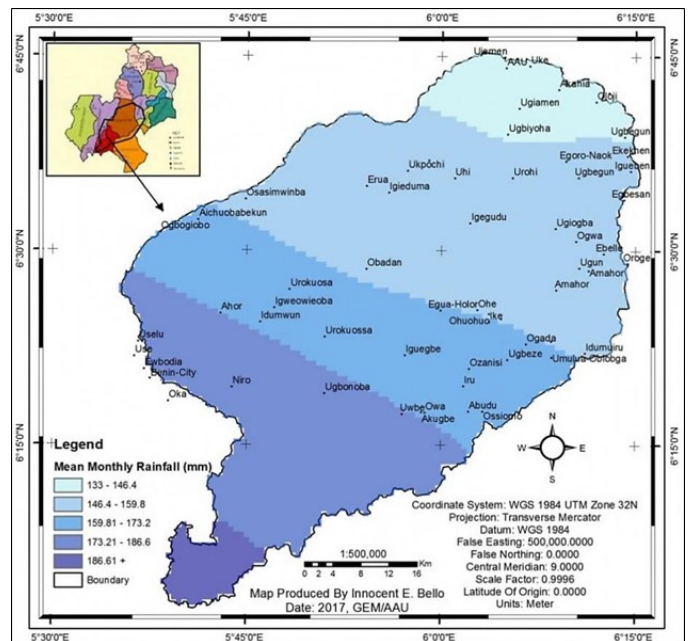 5°30'0"E 5°45'0"E 6°00'E 6°15'0"E
6°45'0"N
6°45'0"N
Ujemen
AAU Uke
Akahia
Ugiamen
Ojoji
Ugbiyoha
Ugbegun
Ekekhen
Egoro-Naok
Igueben
Ukpochi
Erua
Uhi
Urohi
Ugbegun
Igieduma
Osasimwinba
Egbesan
Aichuobabekun
Ogbogiobo
Igegudu
Ugiogba
Ogwa
Ebelle
6°30'0"N
6°30'0"N
Oroge
Obadan
Ugun
Amahor
Amahor
Urokuosa
Igweowieoba
Ahor
Idumwun
Egua-Holor
Ohe
Ike
Ohuohuo
Urokuossa
Uselu
Use
Ewbodia
Benin-City
Oka
Niro
Ugbonoba
Iguegbe
Ogada
Idumuiru
Ugbeze
Umulua-Obioga
Ozanisi
Iru
Uwbe
Owa
Akugbe
Abudu
Ossiomo
6°15'0"N
6°15'0"N
N
W E
S
Legend
Mean Monthly Rainfall (mm)
133 - 146.4
146.4 - 159.8
159.81 - 173.2
173.21 - 186.6
186.61 +
Boundary
1:500,000
0 2 4 8 12 16
Km
Map Produced By Innocent E. Bello
Date: 2017, GEM/AAU
Coordinate System: WGS 1984 UTM Zone 32N
Projection: Transverse Mercator
Datum: WGS 1984
False Easting: 500,000.0000
False Northing: 0.0000
Central Meridian: 9.0000
Scale Factor: 0.9996
Latitude Of Origin: 0.0000
Units: Meter
5°30'0"E 5°45'0"E 6°0'0"E 6°15'0"E